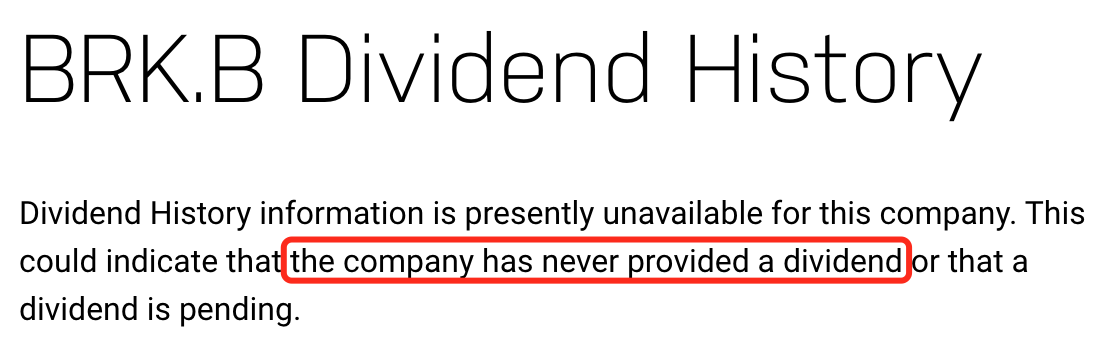 BRK.B Dividend History
Dividend History information is presently unavailable for this company. This
could indicate that the company has never provided a dividend or that a
dividend is pending.